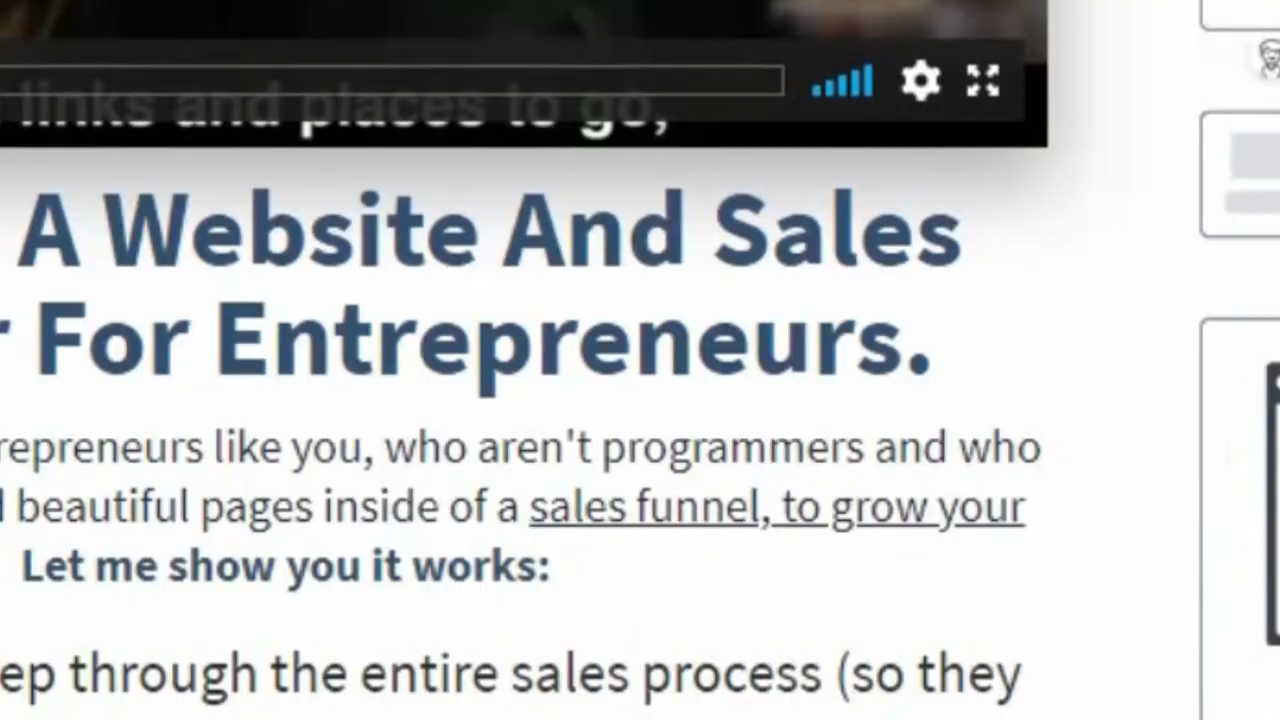 links and places to go,
A Website And Sales
For Entrepreneurs.
repreneurs like you, who aren't programmers and who
beautiful pages inside of a sales funnel, to grow your
Let me show you it works:
ep through the entire sales process (so they